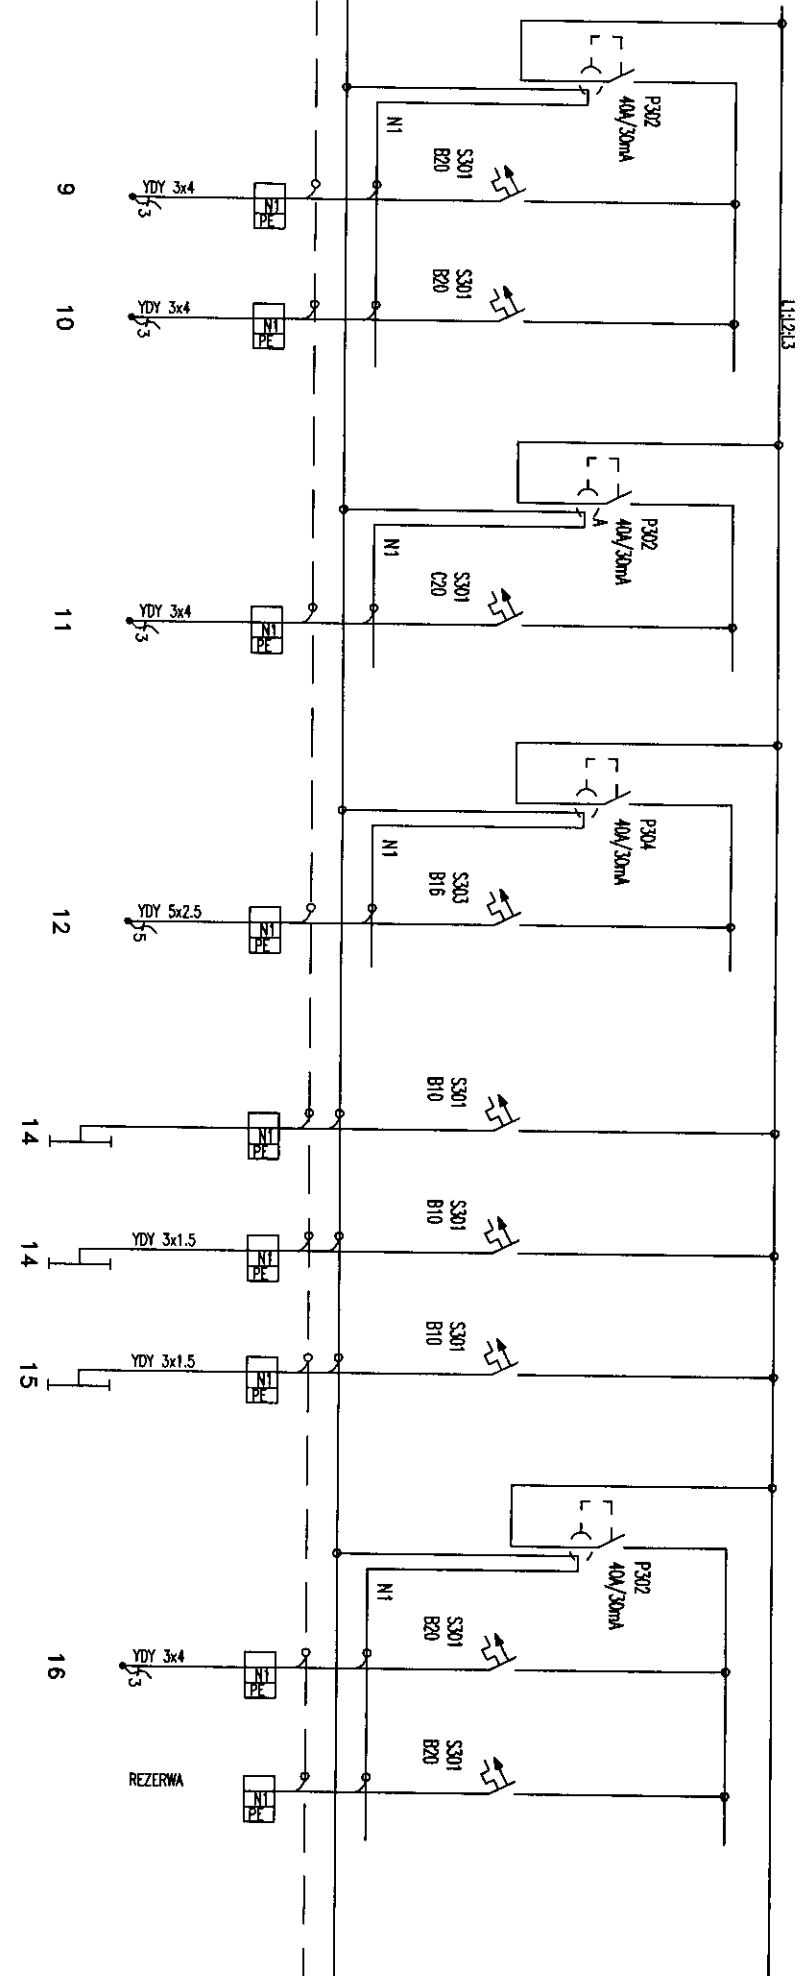 L1;L2;L3
P302
40A/30mA
N1
S301
B20
YDY 3x4
3
N1
PE
9
S301
B20
YDY 3x4
3
N1
PE
10
P302
40A/30mA
A
N1
S301
C20
YDY 3x4
3
N1
PE
11
P304
40A/30mA
N1
S303
B16
YDY 5x2.5
5
N1
PE
12
S301
B10
N1
PE
14
S301
B10
YDY 3x1.5
N1
PE
14
S301
B10
YDY 3x1.5
N1
PE
15
P302
40A/30mA
N1
S301
B20
YDY 3x4
3
N1
PE
16
S301
B20
REZERWA
N1
PE